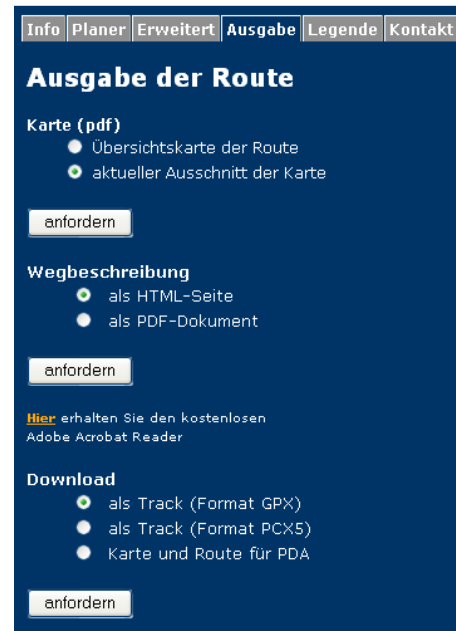 Info Planer Erweitert Ausgabe Legende Kontakt
Ausgabe der Route
Karte (pdf)
Übersichtskarte der Route
aktueller Ausschnitt der Karte
anfordern
Wegbeschreibung
als HTML-Seite
als PDF-Dokument
anfordern
Hier erhalten Sie den kostenlosen
Adobe Acrobat Reader
Download
als Track (Format GPX)
als Track (Format PCX5)
Karte und Route für PDA
anfordern